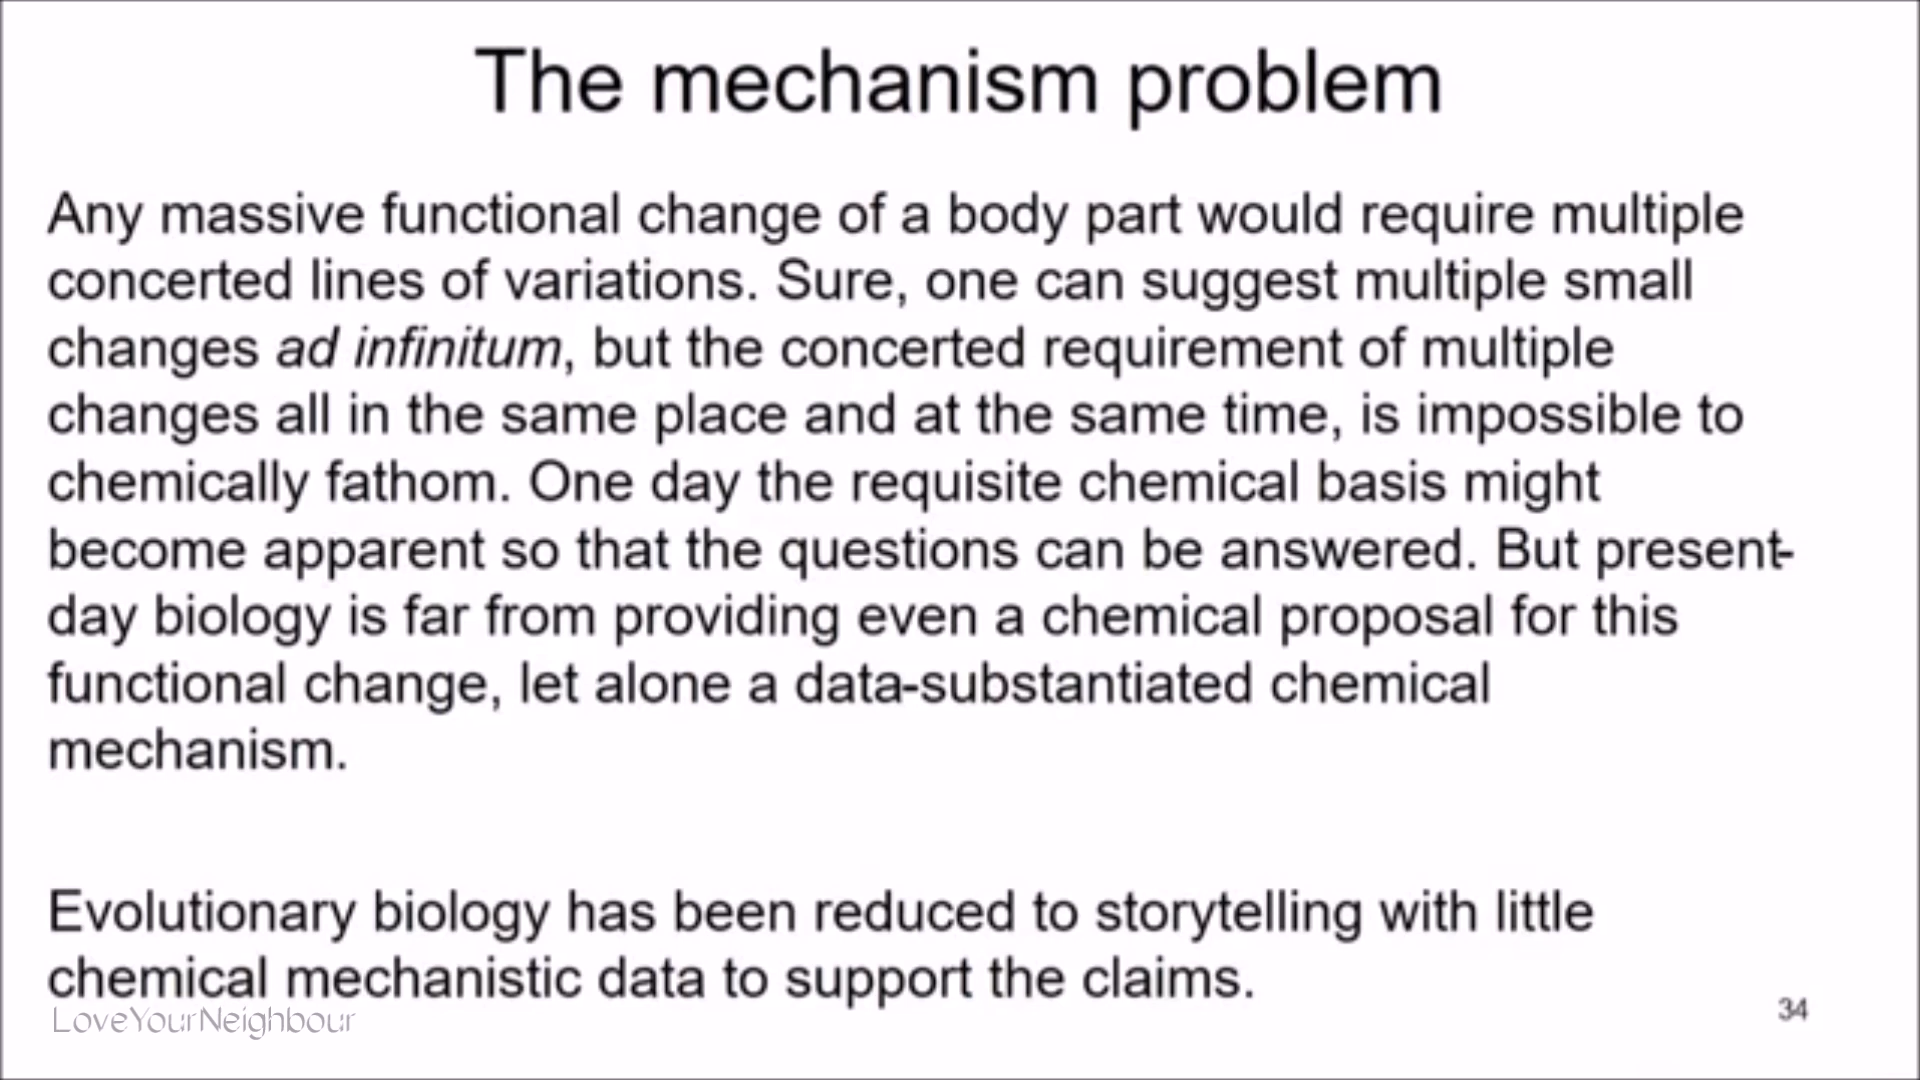 The mechanism problem
Any massive functional change of a body part would require multiple
concerted lines of variations. Sure, one can suggest multiple small
changes ad infinitum, but the concerted requirement of multiple
changes all in the same place and at the same time, is impossible to
chemically fathom. One day the requisite chemical basis might
become apparent so that the questions can be answered. But present-
day biology is far from providing even a chemical proposal for this
functional change, let alone a data-substantiated chemical
mechanism.
Evolutionary biology has been reduced to storytelling with little
chemical mechanistic data to support the claims.
LoveYourNeighbour
34